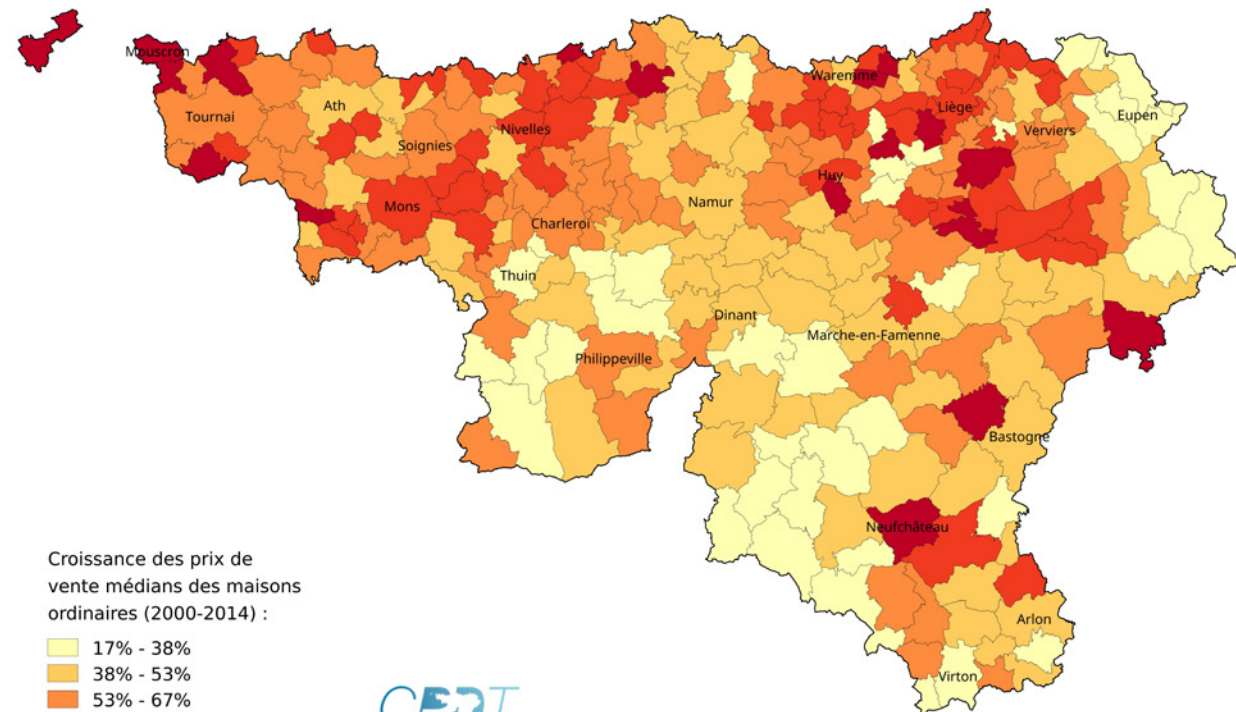 Mouscron
Waremme
Ath
Liège
Tournai
Eupen
Nivelles
Verviers
Soignies
Huy
Namur
Mons
Charleroi
Thuin
Dinant
Marche-en-Famenne
Philippeville
Bastogne
Neufchâteau
Arlon
Virton
Croissance des prix de
vente médians des maisons
ordinaires (2000-2014) :
17% - 38%
38% - 53%
53% - 67%